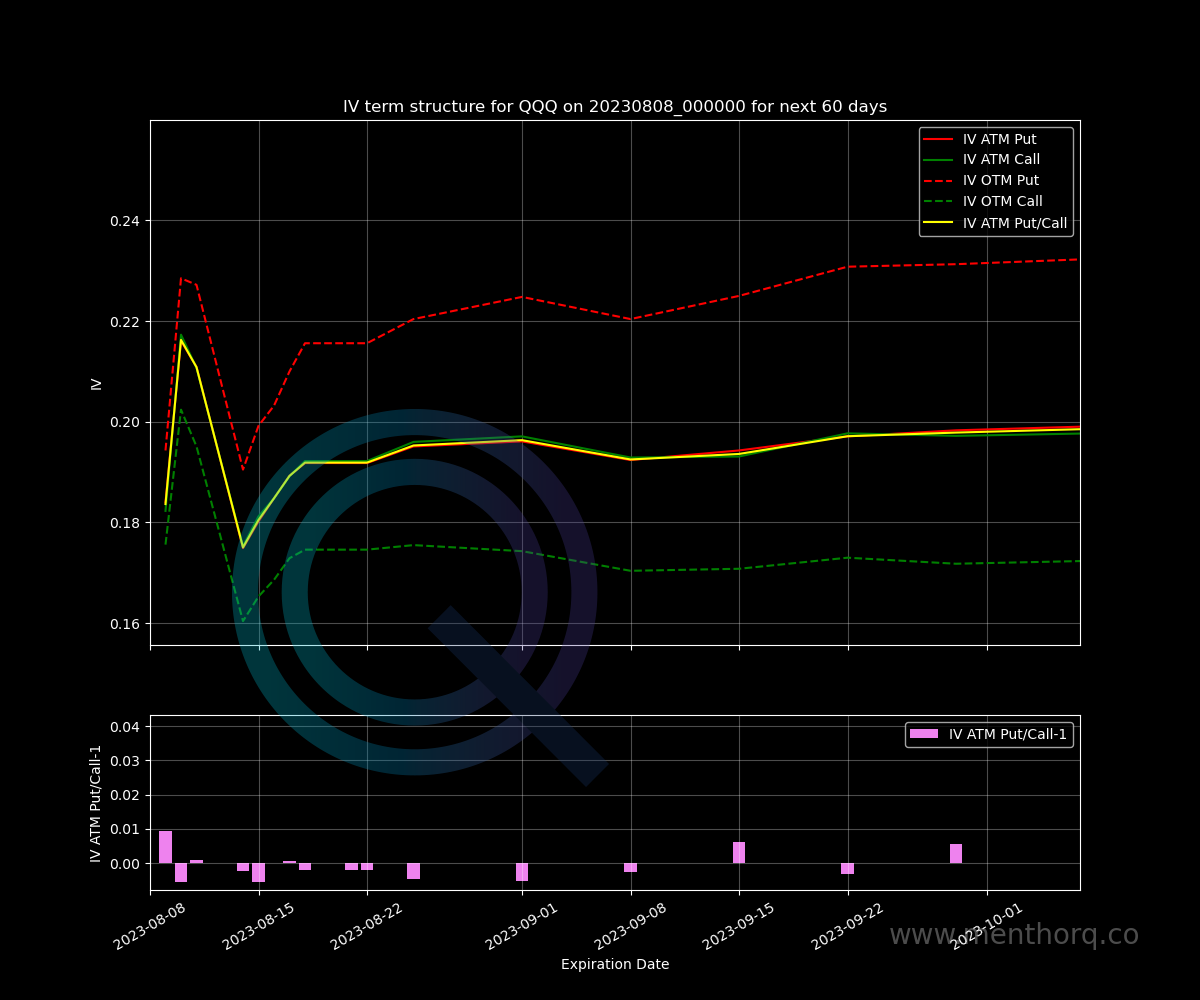 IV term structure for QQQ on 20230808_000000 for next 60 days
IV ATM Put
IV ATM Call
IV OTM Put
IV OTM Call
IV ATM Put/Call
0.24
0.22
0.20
0.18
0.16
IV
IV ATM Put/Call-1
0.04
0.03
0.02
0.01
0.00
IV ATM Put/Call-1
2023-08-08
2023-08-15
2023-08-22
2023-09-01
2023-09-08
2023-09-15
2023-09-22
2023-10-01
Expiration Date
www.menthorq.co